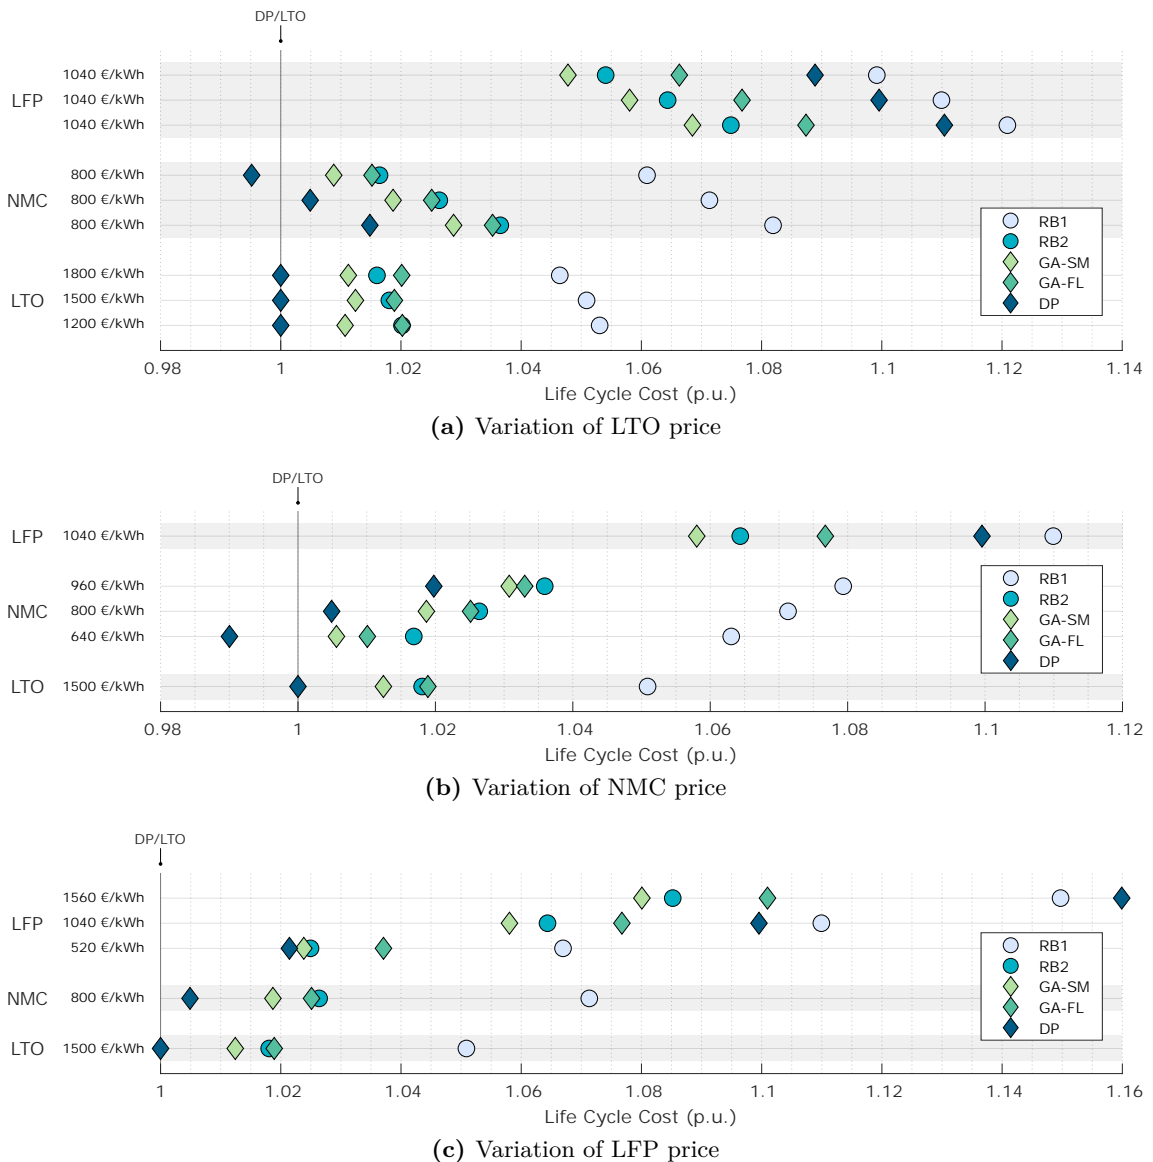 DP/LTO
1040 €/kWh
LFP 1040 €/kWh
1040 €/kWh
800 €/kWh
NMC 800 €/kWh
800 €/kWh
1800 €/kWh
LTO 1500 €/kWh
1200 €/kWh
RB1
RB2
GA-SM
GA-FL
DP
0.98 1 1.02 1.04 1.06 1.08 1.1 1.12 1.14
Life Cycle Cost (p.u.)
(a) Variation of LTO price
DP/LTO
LFP 1040 €/kWh
960 €/kWh
NMC 800 €/kWh
640 €/kWh
LTO 1500 €/kWh
RB1
RB2
GA-SM
GA-FL
DP
0.98 1 1.02 1.04 1.06 1.08 1.1 1.12
Life Cycle Cost (p.u.)
(b) Variation of NMC price
DP/LTO
1560 €/kWh
LFP 1040 €/kWh
520 €/kWh
NMC 800 €/kWh
LTO 1500 €/kWh
RB1
RB2
GA-SM
GA-FL
DP
1 1.02 1.04 1.06 1.08 1.1 1.12 1.14 1.16
Life Cycle Cost (p.u.)
(c) Variation of LFP price